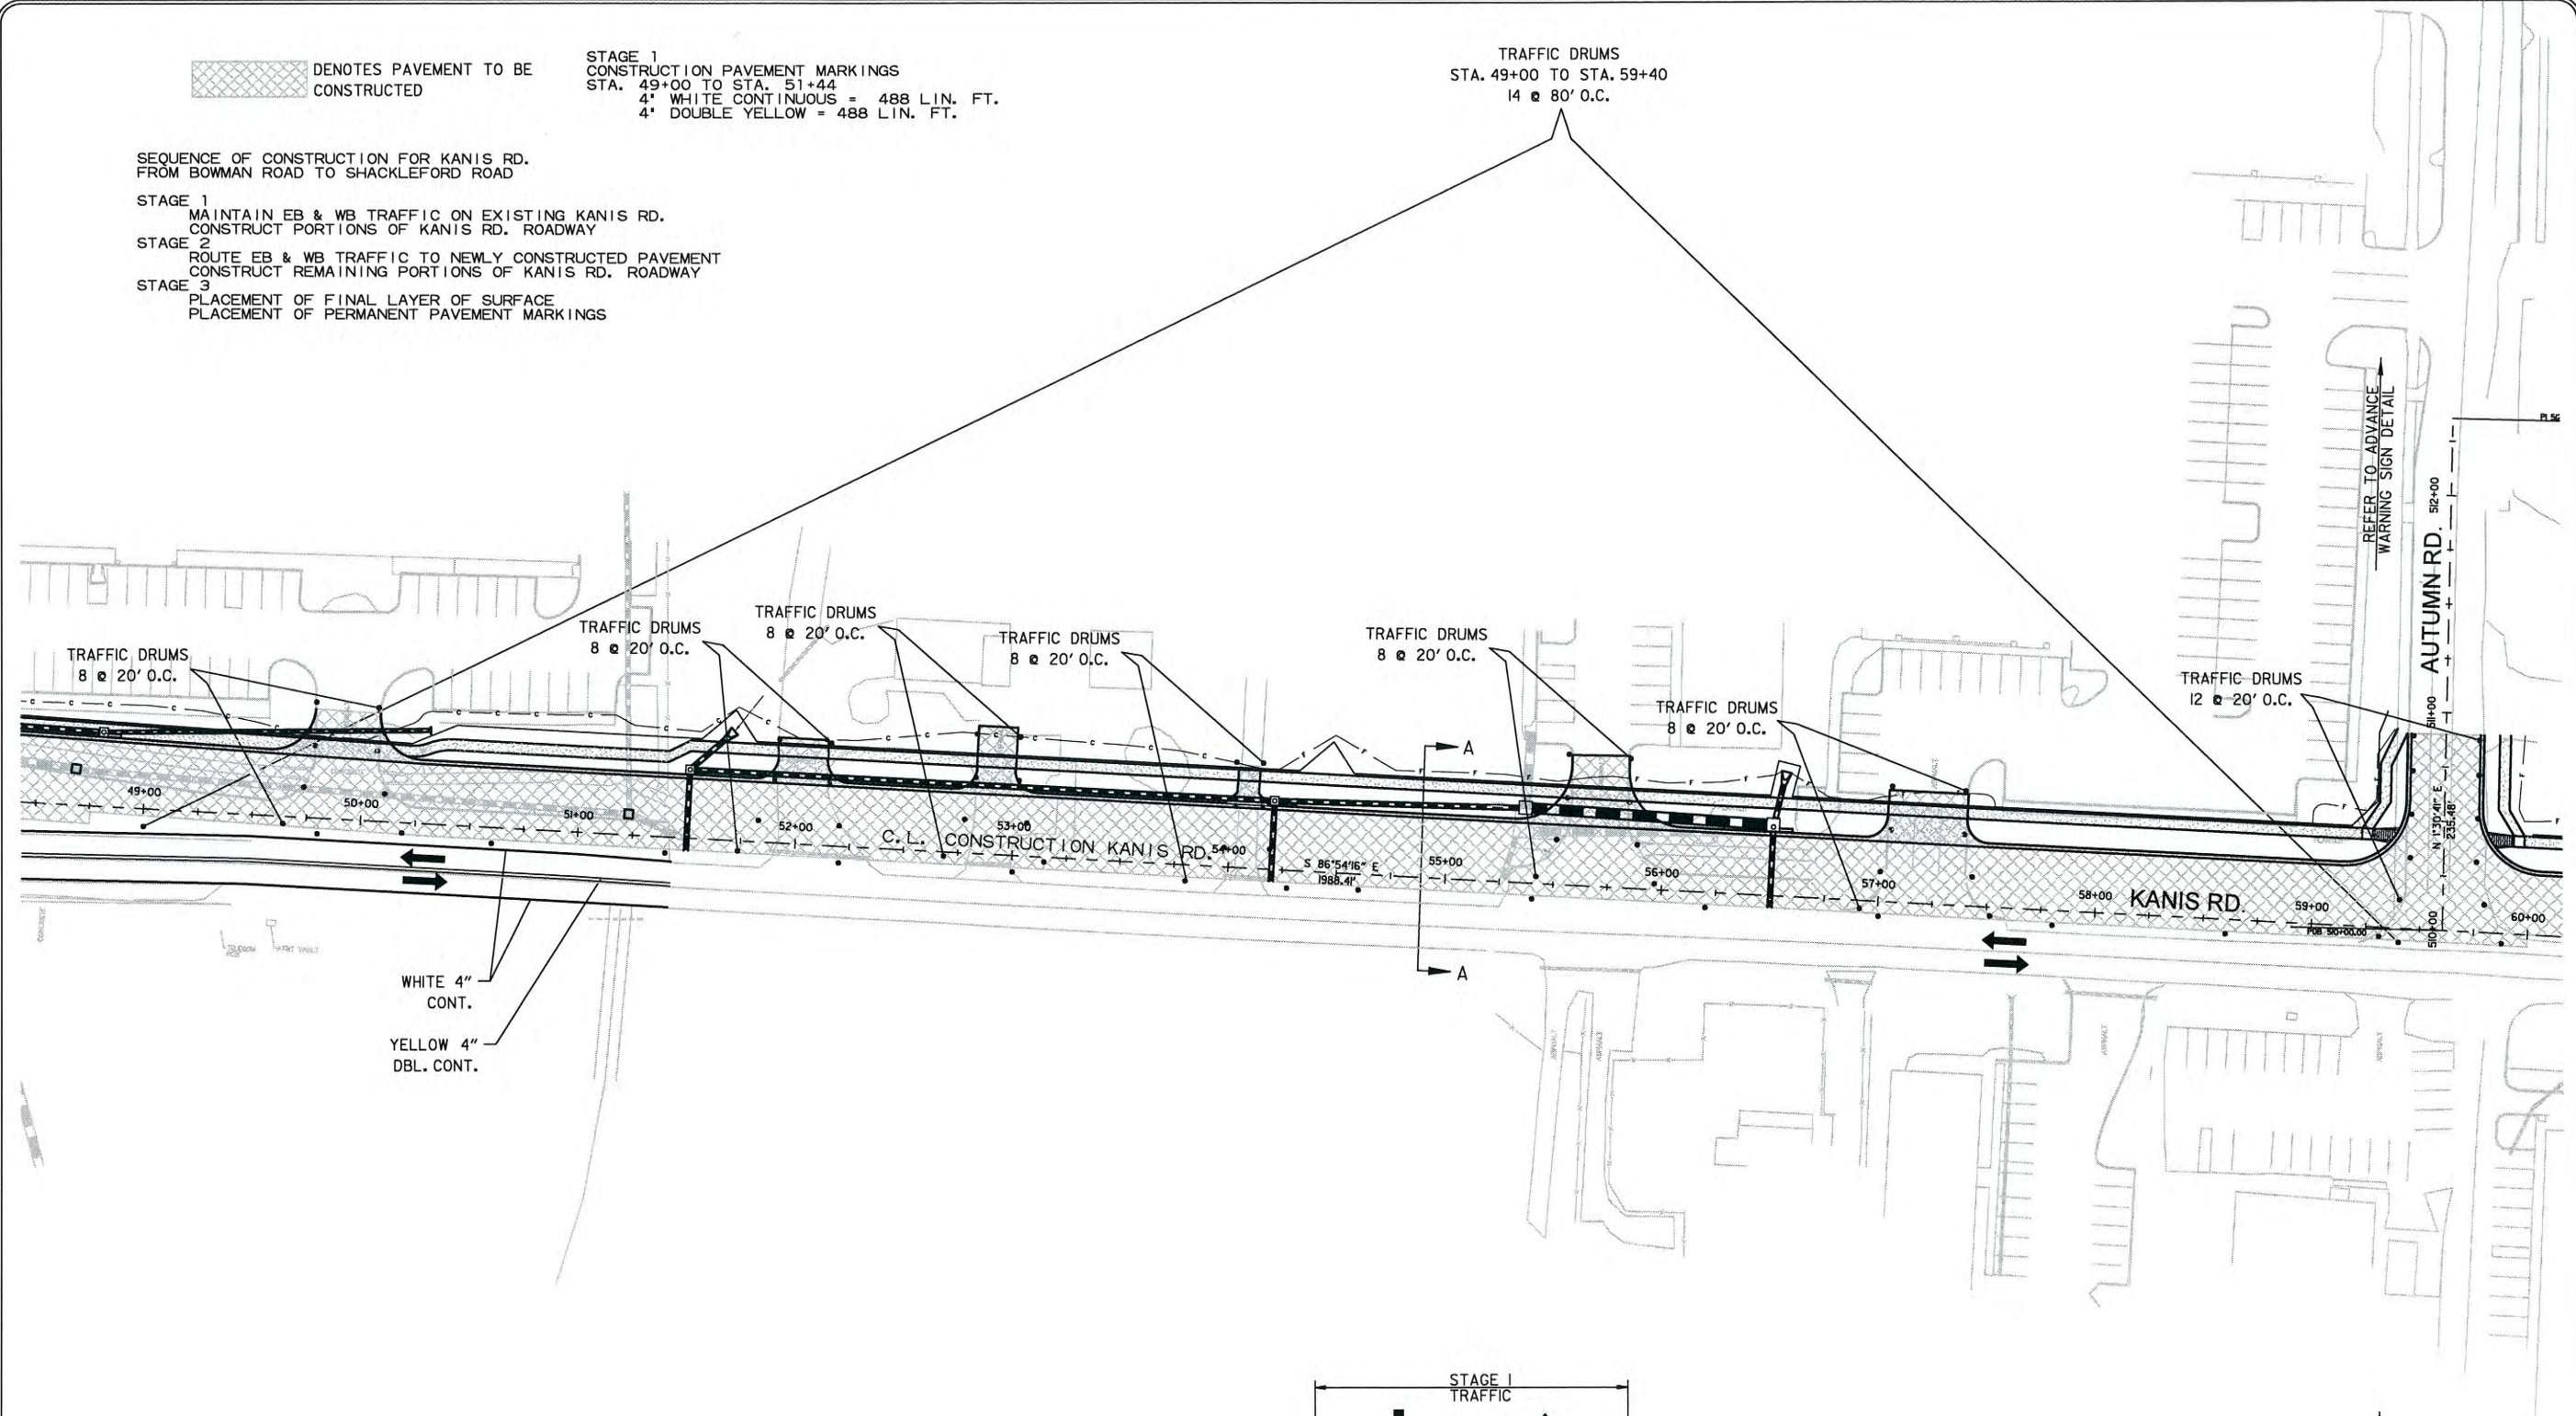 DENOTES PAVEMENT TO BE
CONSTRUCTED
STAGE 1
CONSTRUCTION PAVEMENT MARKINGS
STA. 49+00 TO STA. 51+44
4" WHITE CONTINUOUS = 488 LIN. FT.
4" DOUBLE YELLOW = 488 LIN. FT.
TRAFFIC DRUMS
STA. 49+00 TO STA. 59+40
14 @ 80' O.C.
SEQUENCE OF CONSTRUCTION FOR KANIS RD.
FROM BOWMAN ROAD TO SHACKLEFORD ROAD
STAGE 1
MAINTAIN EB & WB TRAFFIC ON EXISTING KANIS RD.
CONSTRUCT PORTIONS OF KANIS RD. ROADWAY
STAGE 2
ROUTE EB & WB TRAFFIC TO NEWLY CONSTRUCTED PAVEMENT
CONSTRUCT REMAINING PORTIONS OF KANIS RD. ROADWAY
STAGE 3
PLACEMENT OF FINAL LAYER OF SURFACE
PLACEMENT OF PERMANENT PAVEMENT MARKINGS
REFER TO ADVANCE
WARNING SIGN DETAIL
AUTUMN RD.
512+00
511+00
510+00
N 1°30'41" E
235.48'
TRAFFIC DRUMS
8 @ 20' O.C.
TRAFFIC DRUMS
8 @ 20' O.C.
TRAFFIC DRUMS
8 @ 20' O.C.
TRAFFIC DRUMS
8 @ 20' O.C.
TRAFFIC DRUMS
8 @ 20' O.C.
TRAFFIC DRUMS
8 @ 20' O.C.
TRAFFIC DRUMS
12 @ 20' O.C.
A
49+00
50+00
51+00
52+00
53+00
54+00
55+00
56+00
57+00
58+00
59+00
60+00
C.L. CONSTRUCTION KANIS RD.
S 86°54'16" E
1988.41'
KANIS RD.
POB 510+00.00
A
WHITE 4"
CONT.
YELLOW 4"
DBL. CONT.
ASPHALT
ASPHALT
ASPHALT
ASPHALT
STAGE 1
TRAFFIC